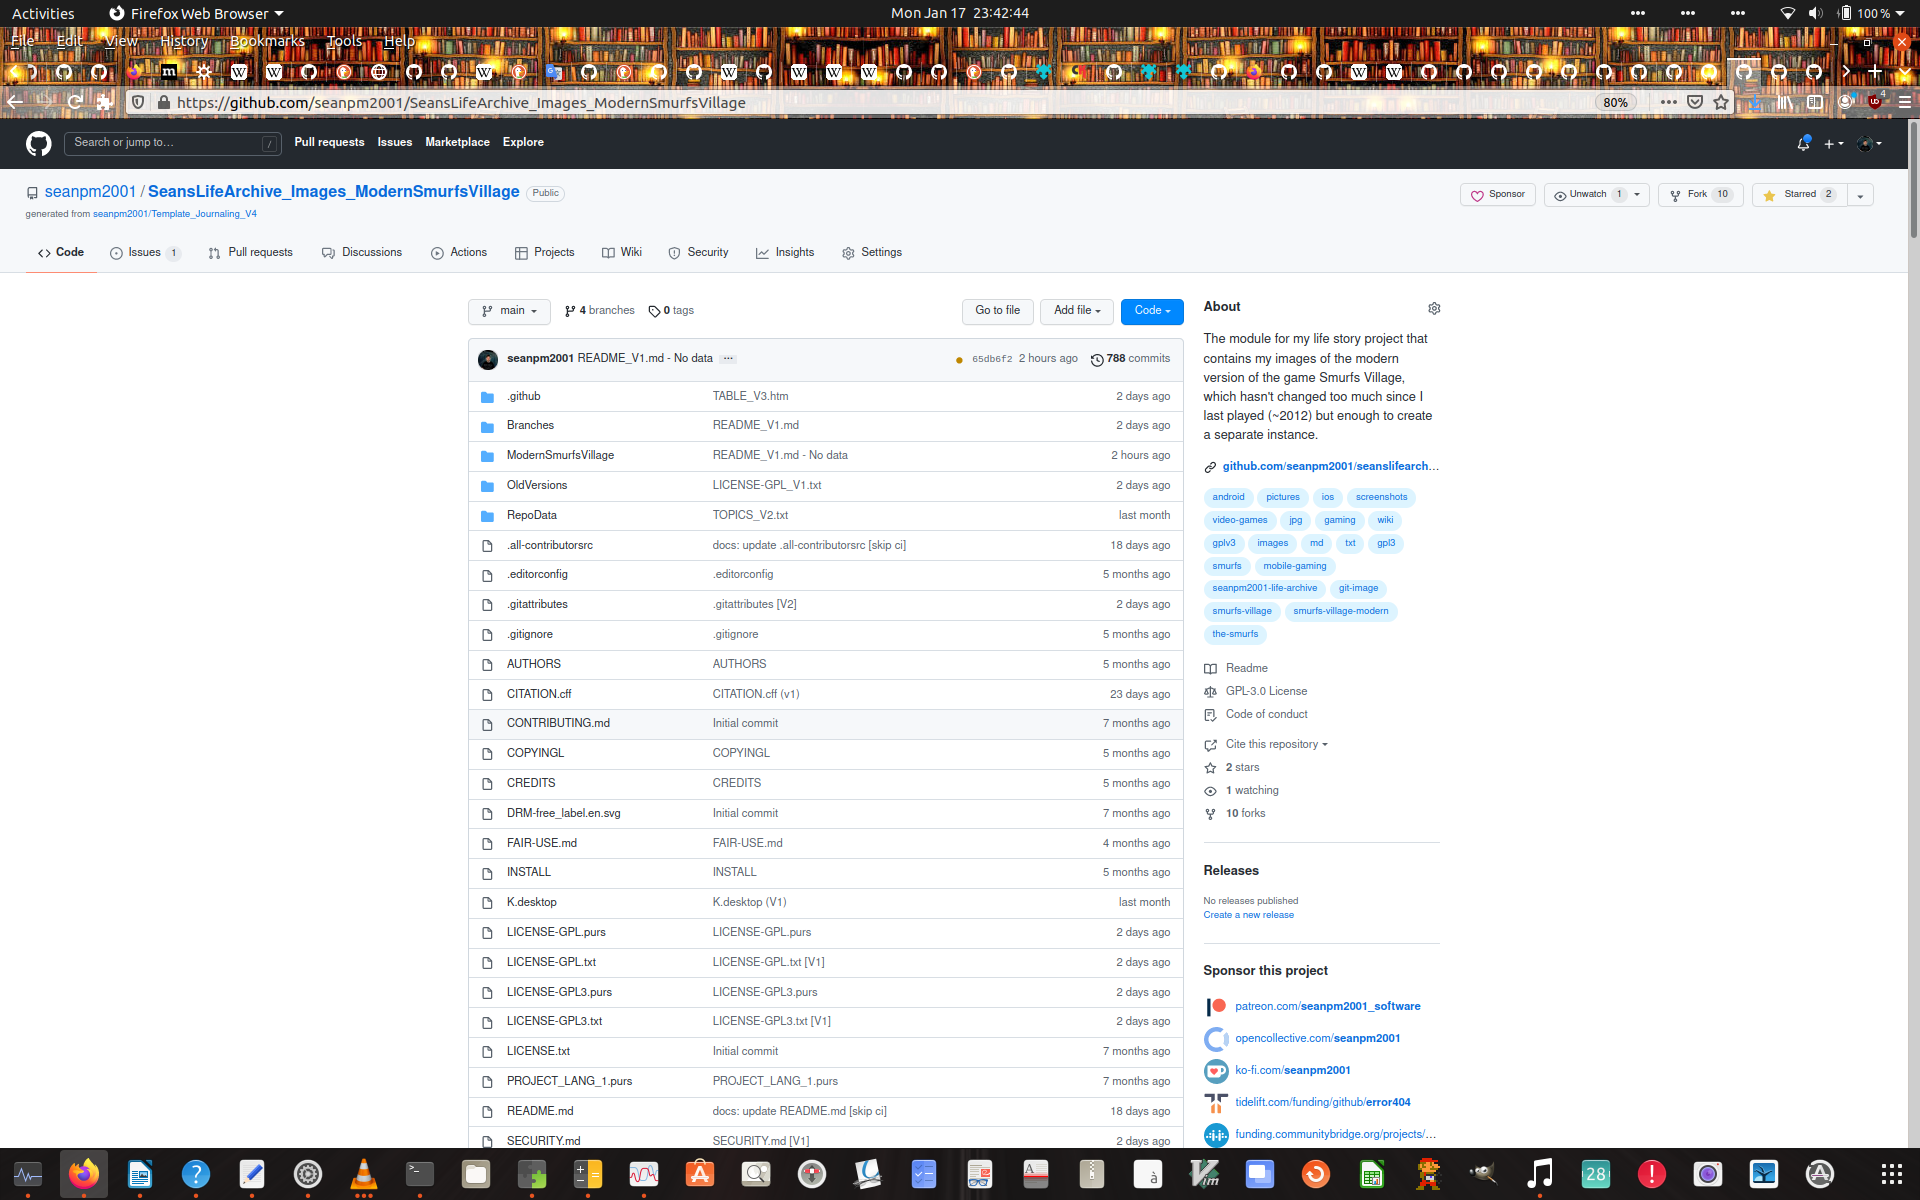 Activities Firefox Web Browser Mon Jan 17 23:42:44 100 %
File Edit View History Bookmarks Tools Help
https://github.com/seanpm2001/SeansLifeArchive_Images_ModernSmurfsVillage 80%
Search or jump to… / Pull requests Issues Marketplace Explore
seanpm2001 / SeansLifeArchive_Images_ModernSmurfsVillage Public Sponsor Unwatch 1 Fork 10 Starred 2
generated from seanpm2001/Template_Journaling_V4
Code Issues 1 Pull requests Discussions Actions Projects Wiki Security Insights Settings
main 4 branches 0 tags Go to file Add file Code
seanpm2001 README_V1.md - No data ... 65db6f2 2 hours ago 788 commits
.github TABLE_V3.htm 2 days ago
Branches README_V1.md 2 days ago
ModernSmurfsVillage README_V1.md - No data 2 hours ago
OldVersions LICENSE-GPL_V1.txt 2 days ago
RepoData TOPICS_V2.txt last month
.all-contributorsrc docs: update .all-contributorsrc [skip ci] 18 days ago
.editorconfig .editorconfig 5 months ago
.gitattributes .gitattributes [V2] 2 days ago
.gitignore .gitignore 5 months ago
AUTHORS AUTHORS 5 months ago
CITATION.cff CITATION.cff (v1) 23 days ago
CONTRIBUTING.md Initial commit 7 months ago
COPYINGL COPYINGL 5 months ago
CREDITS CREDITS 5 months ago
DRM-free_label.en.svg Initial commit 7 months ago
FAIR-USE.md FAIR-USE.md 4 months ago
INSTALL INSTALL 5 months ago
K.desktop K.desktop (V1) last month
LICENSE-GPL.purs LICENSE-GPL.purs 2 days ago
LICENSE-GPL.txt LICENSE-GPL.txt [V1] 2 days ago
LICENSE-GPL3.purs LICENSE-GPL3.purs 2 days ago
LICENSE-GPL3.txt LICENSE-GPL3.txt [V1] 2 days ago
LICENSE.txt Initial commit 7 months ago
PROJECT_LANG_1.purs PROJECT_LANG_1.purs 7 months ago
README.md docs: update README.md [skip ci] 18 days ago
SECURITY.md SECURITY.md [V1] 2 days ago
About
The module for my life story project that
contains my images of the modern
version of the game Smurfs Village,
which hasn't changed too much since I
last played (~2012) but enough to create
a separate instance.
github.com/seanpm2001/seanslifearch…
android pictures ios screenshots
video-games jpg gaming wiki
gplv3 images md txt gpl3
smurfs mobile-gaming
seanpm2001-life-archive git-image
smurfs-village smurfs-village-modern
the-smurfs
Readme
GPL-3.0 License
Code of conduct
Cite this repository
2 stars
1 watching
10 forks
Releases
No releases published
Create a new release
Sponsor this project
patreon.com/seanpm2001_software
opencollective.com/seanpm2001
ko-fi.com/seanpm2001
tidelift.com/funding/github/error404
funding.communitybridge.org/projects/…
28